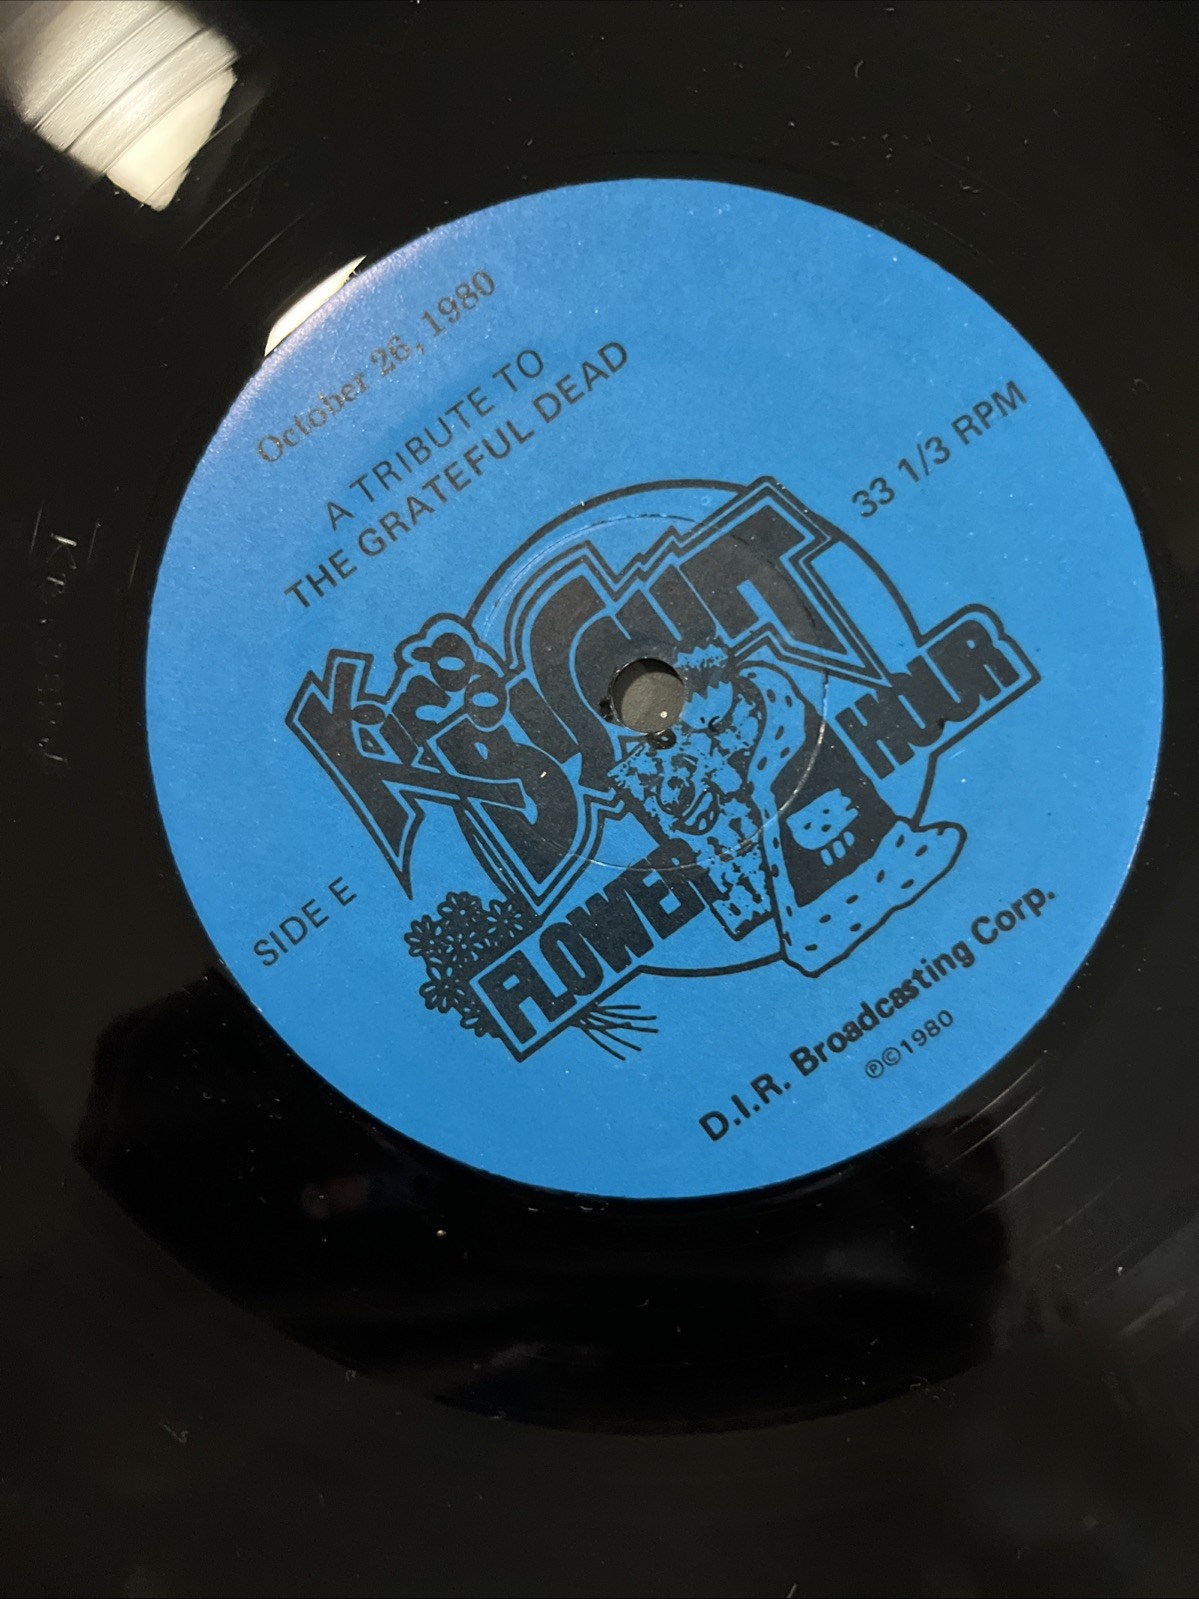 October 26, 1980
A TRIBUTE TO
THE GRATEFUL DEAD
33 1/3 RPM
King
BISCUIT
FLOWER
HOUR
SIDE E
D.I.R. Broadcasting Corp.
℗©1980